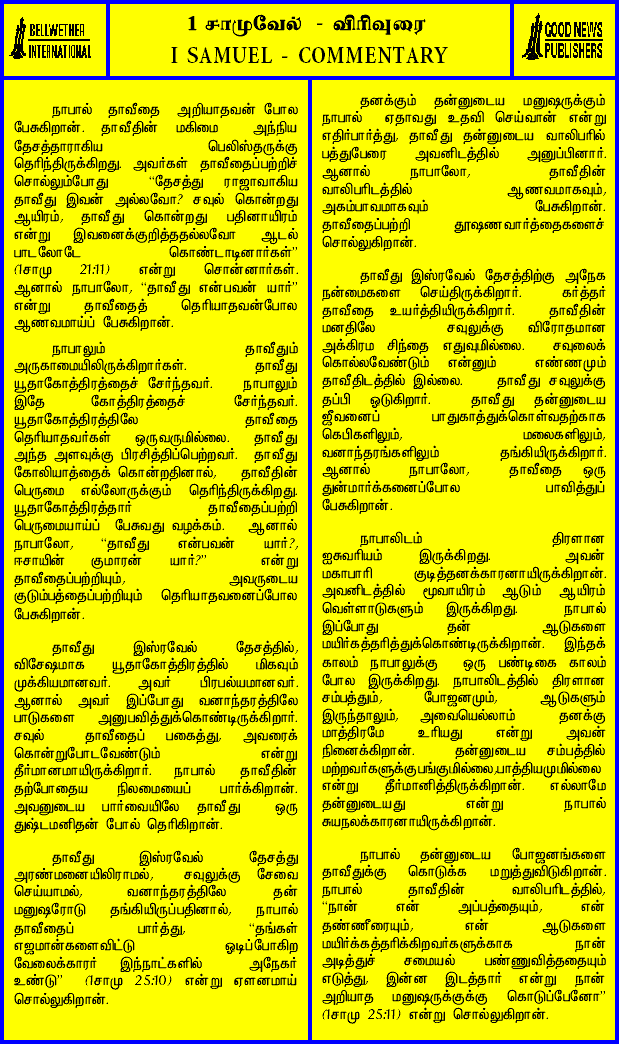 BELLWETHER
INTERNATIONAL
1 சாமுவேல் - விரிவுரை
I SAMUEL - COMMENTARY
GOOD NEWS
PUBLISHERS
நாபால் தாவீதை அறியாதவன் போல
பேசுகிறான். தாவீதின் மகிமை அந்நிய
தேசத்தாராகிய பெலிஸ்தருக்கு
தெரிந்திருக்கிறது. அவர்கள் தாவீதைப்பற்றிச்
சொல்லும்போது "தேசத்து ராஜாவாகிய
தாவீது இவன் அல்லவோ? சவுல் கொன்றது
ஆயிரம், தாவீது கொன்றது பதினாயிரம்
என்று இவனைக்குறித்ததல்லவோ ஆடல்
பாடலோடே கொண்டாடினார்கள்"
(1சாமு 21:11) என்று சொன்னார்கள்.
ஆனால் நாபாலோ, "தாவீது என்பவன் யார்"
என்று தாவீதைத் தெரியாதவன்போல
ஆணவமாய்ப் பேசுகிறான்.
நாபாலும் தாவீதும்
அருகாமையிலிருக்கிறார்கள். தாவீது
யூதாகோத்திரத்தைச் சேர்ந்தவர். நாபாலும்
இதே கோத்திரத்தைச் சேர்ந்தவர்.
யூதாகோத்திரத்திலே தாவீதை
தெரியாதவர்கள் ஒருவருமில்லை. தாவீது
அந்த அளவுக்கு பிரசித்திப்பெற்றவர். தாவீது
கோலியாத்தைக் கொன்றதினால், தாவீதின்
பெருமை எல்லோருக்கும் தெரிந்திருக்கிறது.
யூதாகோத்திரத்தார் தாவீதைப்பற்றி
பெருமையாய்ப் பேசுவது வழக்கம். ஆனால்
நாபாலோ, "தாவீது என்பவன் யார்?,
ஈசாயின் குமாரன் யார்?" என்று
தாவீதைப்பற்றியும், அவருடைய
குடும்பத்தைப்பற்றியும் தெரியாதவனைப்போல
பேசுகிறான்.
தாவீது இஸ்ரவேல் தேசத்தில்,
விசேஷமாக யூதாகோத்திரத்தில் மிகவும்
முக்கியமானவர். அவர் பிரபல்யமானவர்.
ஆனால் அவர் இப்போது வனாந்தரத்திலே
பாடுகளை அனுபவித்துக்கொண்டிருக்கிறார்.
சவுல் தாவீதைப் பகைத்து, அவரைக்
கொன்றுபோடவேண்டும் என்று
தீர்மானமாயிருக்கிறார். நாபால் தாவீதின்
தற்போதைய நிலமையைப் பார்க்கிறான்.
அவனுடைய பார்வையிலே தாவீது ஒரு
துஷ்டமனிதன் போல் தெரிகிறான்.
தாவீது இஸ்ரவேல் தேசத்து
அரண்மனையிலிராமல், சவுலுக்கு சேவை
செய்யாமல், வனாந்தரத்திலே தன்
மனுஷரோடு தங்கியிருப்பதினால், நாபால்
தாவீதைப் பார்த்து, "தங்கள்
எஜமான்களைவிட்டு ஓடிப்போகிற
வேலைக்காரர் இந்நாட்களில் அநேகர்
உண்டு" (1சாமு 25:10) என்று ஏளனமாய்
சொல்லுகிறான்.
தனக்கும் தன்னுடைய மனுஷருக்கும்
நாபால் ஏதாவது உதவி செய்வான் என்று
எதிர்பார்த்து, தாவீது தன்னுடைய வாலிபரில்
பத்துபேரை அவனிடத்தில் அனுப்பினார்.
ஆனால் நாபாலோ, தாவீதின்
வாலிபரிடத்தில் ஆணவமாகவும்,
அகம்பாவமாகவும் பேசுகிறான்.
தாவீதைப்பற்றி தூஷணவார்த்தைகளைச்
சொல்லுகிறான்.
தாவீது இஸ்ரவேல் தேசத்திற்கு அநேக
நன்மைகளை செய்திருக்கிறார். கர்த்தர்
தாவீதை உயர்த்தியிருக்கிறார். தாவீதின்
மனதிலே சவுலுக்கு விரோதமான
அக்கிரம சிந்தை எதுவுமில்லை. சவுலைக்
கொல்லவேண்டும் என்னும் எண்ணமும்
தாவீதிடத்தில் இல்லை. தாவீது சவுலுக்கு
தப்பி ஓடுகிறார். தாவீது தன்னுடைய
ஜீவனைப் பாதுகாத்துக்கொள்வதற்காக
கெபிகளிலும், மலைகளிலும்,
வனாந்தரங்களிலும் தங்கியிருக்கிறார்.
ஆனால் நாபாலோ, தாவீதை ஒரு
துன்மார்க்கனைப்போல பாவித்துப்
பேசுகிறான்.
நாபாலிடம் திரளான
ஐசுவரியம் இருக்கிறது. அவன்
மகாபாரி குடித்தனக்காரனாயிருக்கிறான்.
அவனிடத்தில் மூவாயிரம் ஆடும் ஆயிரம்
வெள்ளாடுகளும் இருக்கிறது. நாபால்
இப்போது தன் ஆடுகளை
மயிர்கத்தரித்துக்கொண்டிருக்கிறான். இந்தக்
காலம் நாபாலுக்கு ஒரு பண்டிகை காலம்
போல இருக்கிறது. நாபாலிடத்தில் திரளான
சம்பத்தும், போஜனமும், ஆடுகளும்
இருந்தாலும், அவையெல்லாம் தனக்கு
மாத்திரமே உரியது என்று அவன்
நினைக்கிறான். தன்னுடைய சம்பத்தில்
மற்றவர்களுக்குபங்குமில்லை,பாத்தியமுமில்லை
என்று தீர்மானித்திருக்கிறான். எல்லாமே
தன்னுடையது என்று நாபால்
சுயநலக்காரனாயிருக்கிறான்.
நாபால் தன்னுடைய போஜனங்களை
தாவீதுக்கு கொடுக்க மறுத்துவிடுகிறான்.
நாபால் தாவீதின் வாலிபரிடத்தில்,
"நான் என் அப்பத்தையும், என்
தண்ணீரையும், என் ஆடுகளை
மயிர்க்கத்தரிக்கிறவர்களுக்காக நான்
அடித்துச் சமையல் பண்ணுவித்ததையும்
எடுத்து, இன்ன இடத்தார் என்று நான்
அறியாத மனுஷருக்குக்கு கொடுப்பேனோ"
(1சாமு 25:11) என்று சொல்லுகிறான்.